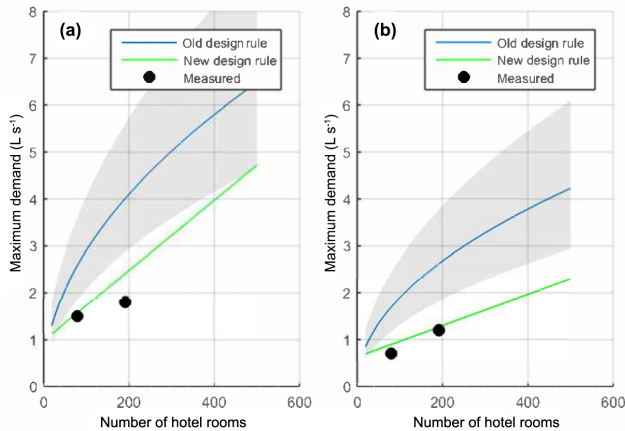 (a)
Old design rule
New design rule
Measured
8
7
6
5
4
3
2
1
0
0
200
400
600
Maximum demand (L s⁻¹)
Number of hotel rooms
(b)
Old design rule
New design rule
Measured
8
7
6
5
4
3
2
1
0
0
200
400
600
Maximum demand (L s⁻¹)
Number of hotel rooms